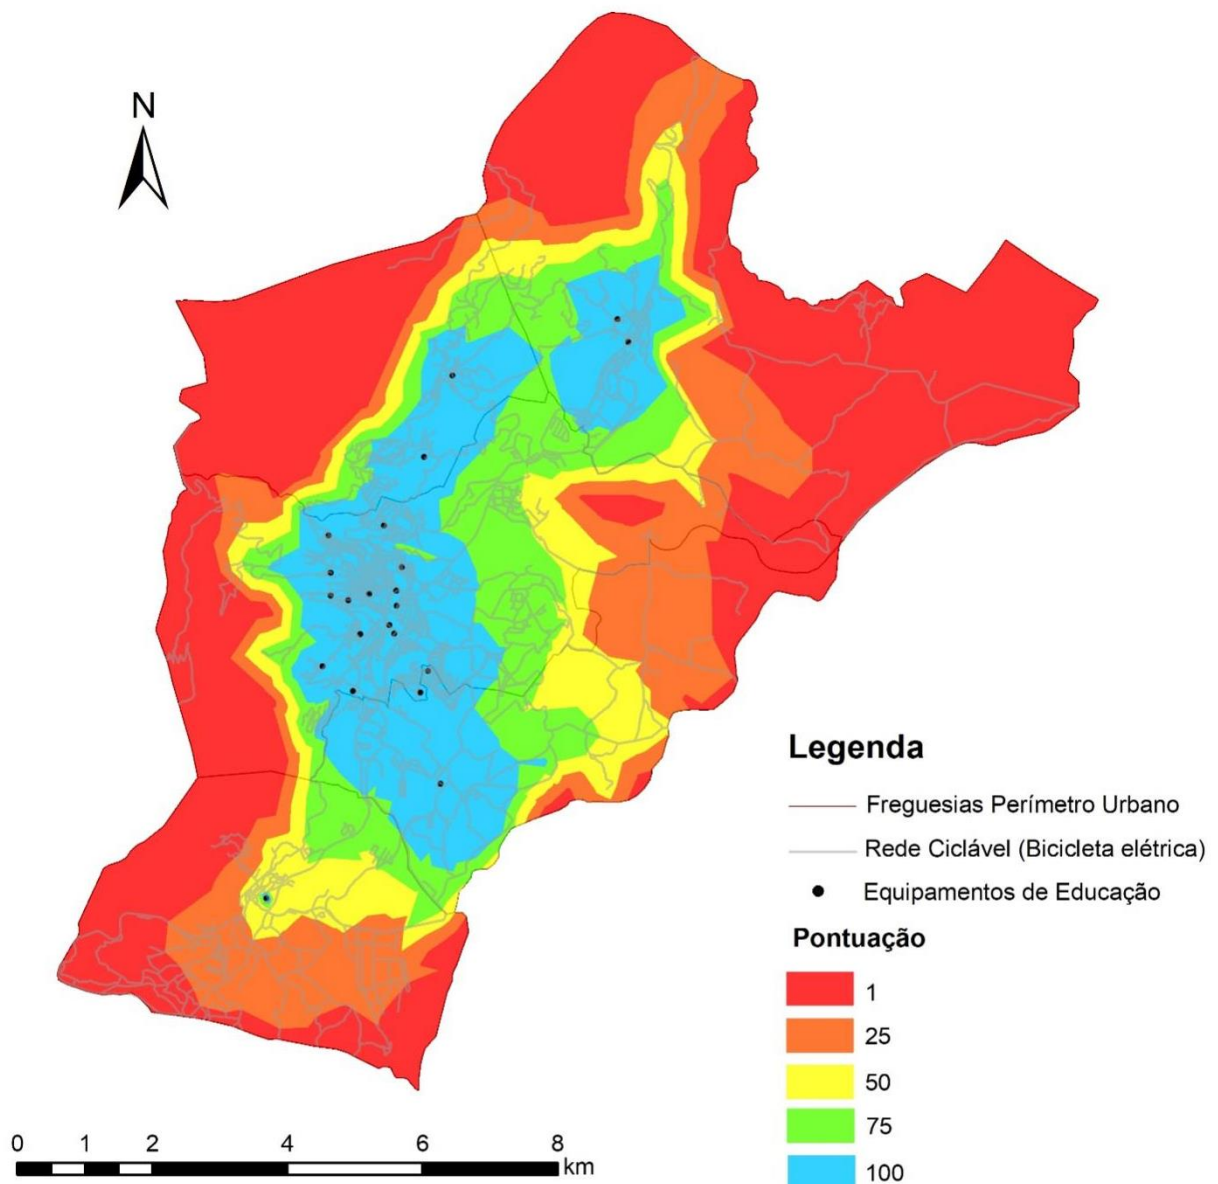 N
Legenda
Freguesias Perímetro Urbano
Rede Ciclável (Bicicleta elétrica)
Equipamentos de Educação
Pontuação
1
25
50
75
100
0 1 2 4 6 8
km